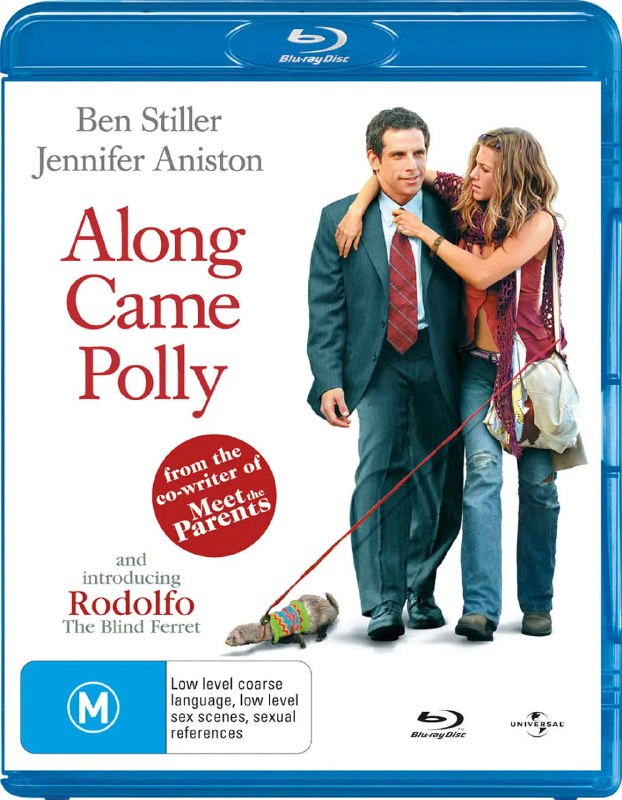 Blu-ray Disc
Ben Stiller
Jennifer Aniston
Along
Came
Polly
from the
co-writer of
Meet the
Parents
and
introducing
Rodolfo
The Blind Ferret
M
Low level coarse
language, low level
sex scenes, sexual
references
Blu-ray Disc
UNIVERSAL